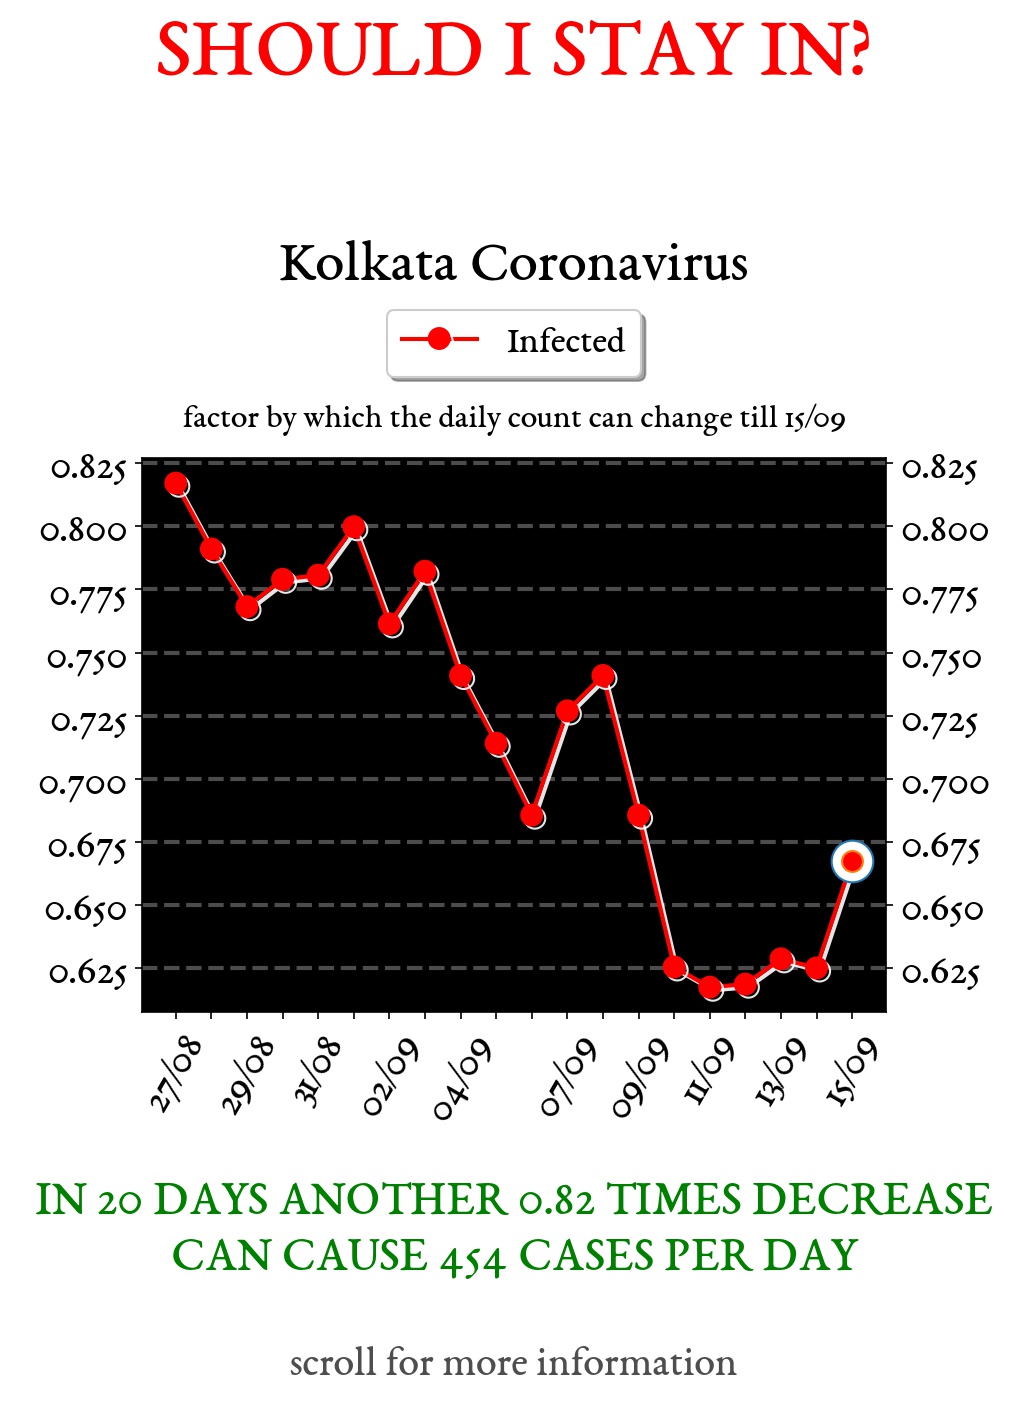 SHOULD I STAY IN?
Kolkata Coronavirus
Infected
factor by which the daily count can change till 15/09
0.825 0.825
0.800 0.800
0.775 0.775
0.750 0.750
0.725 0.725
0.700 0.700
0.675 0.675
0.650 0.650
0.625 0.625
27/08 29/08 31/08 02/09 04/09 07/09 09/09 11/09 13/09 15/09
IN 20 DAYS ANOTHER 0.82 TIMES DECREASE
CAN CAUSE 454 CASES PER DAY
scroll for more information